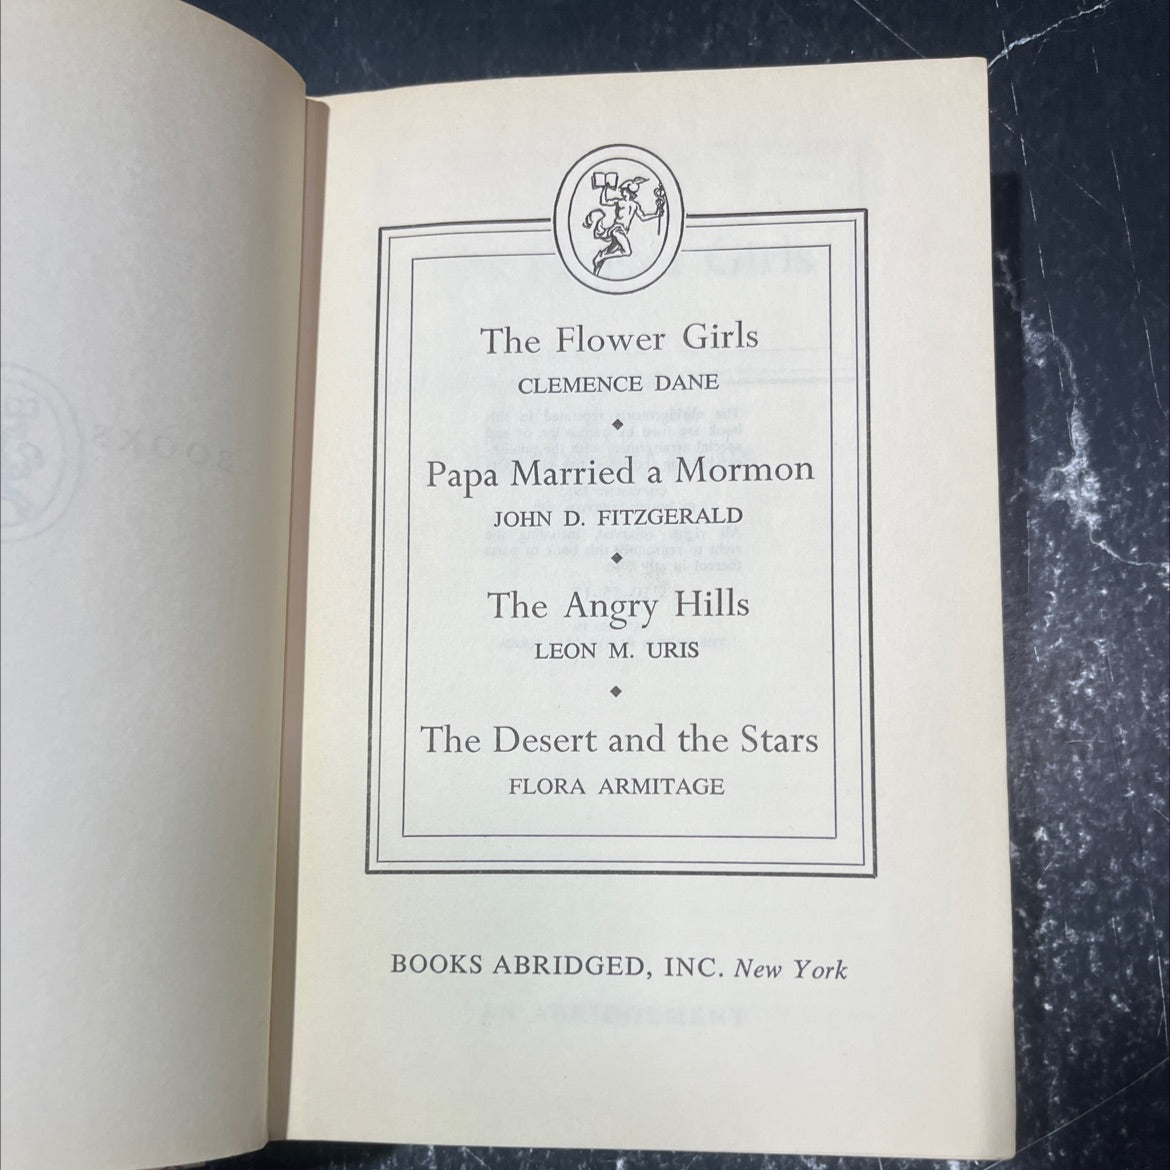 The Flower Girls
CLEMENCE DANE
Papa Married a Mormon
JOHN D. FITZGERALD
The Angry Hills
LEON M. URIS
The Desert and the Stars
FLORA ARMITAGE
BOOKS ABRIDGED, INC. New York